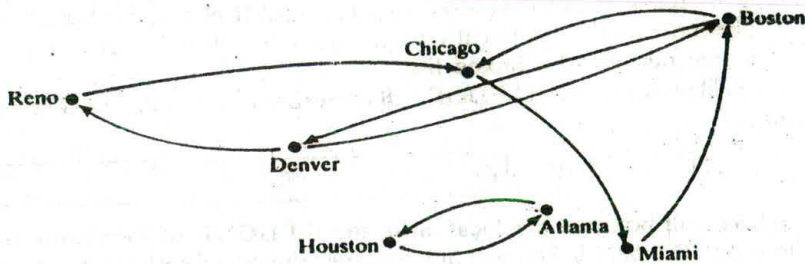 Boston
Chicago
Reno
Denver
Atlanta
Houston
Miami